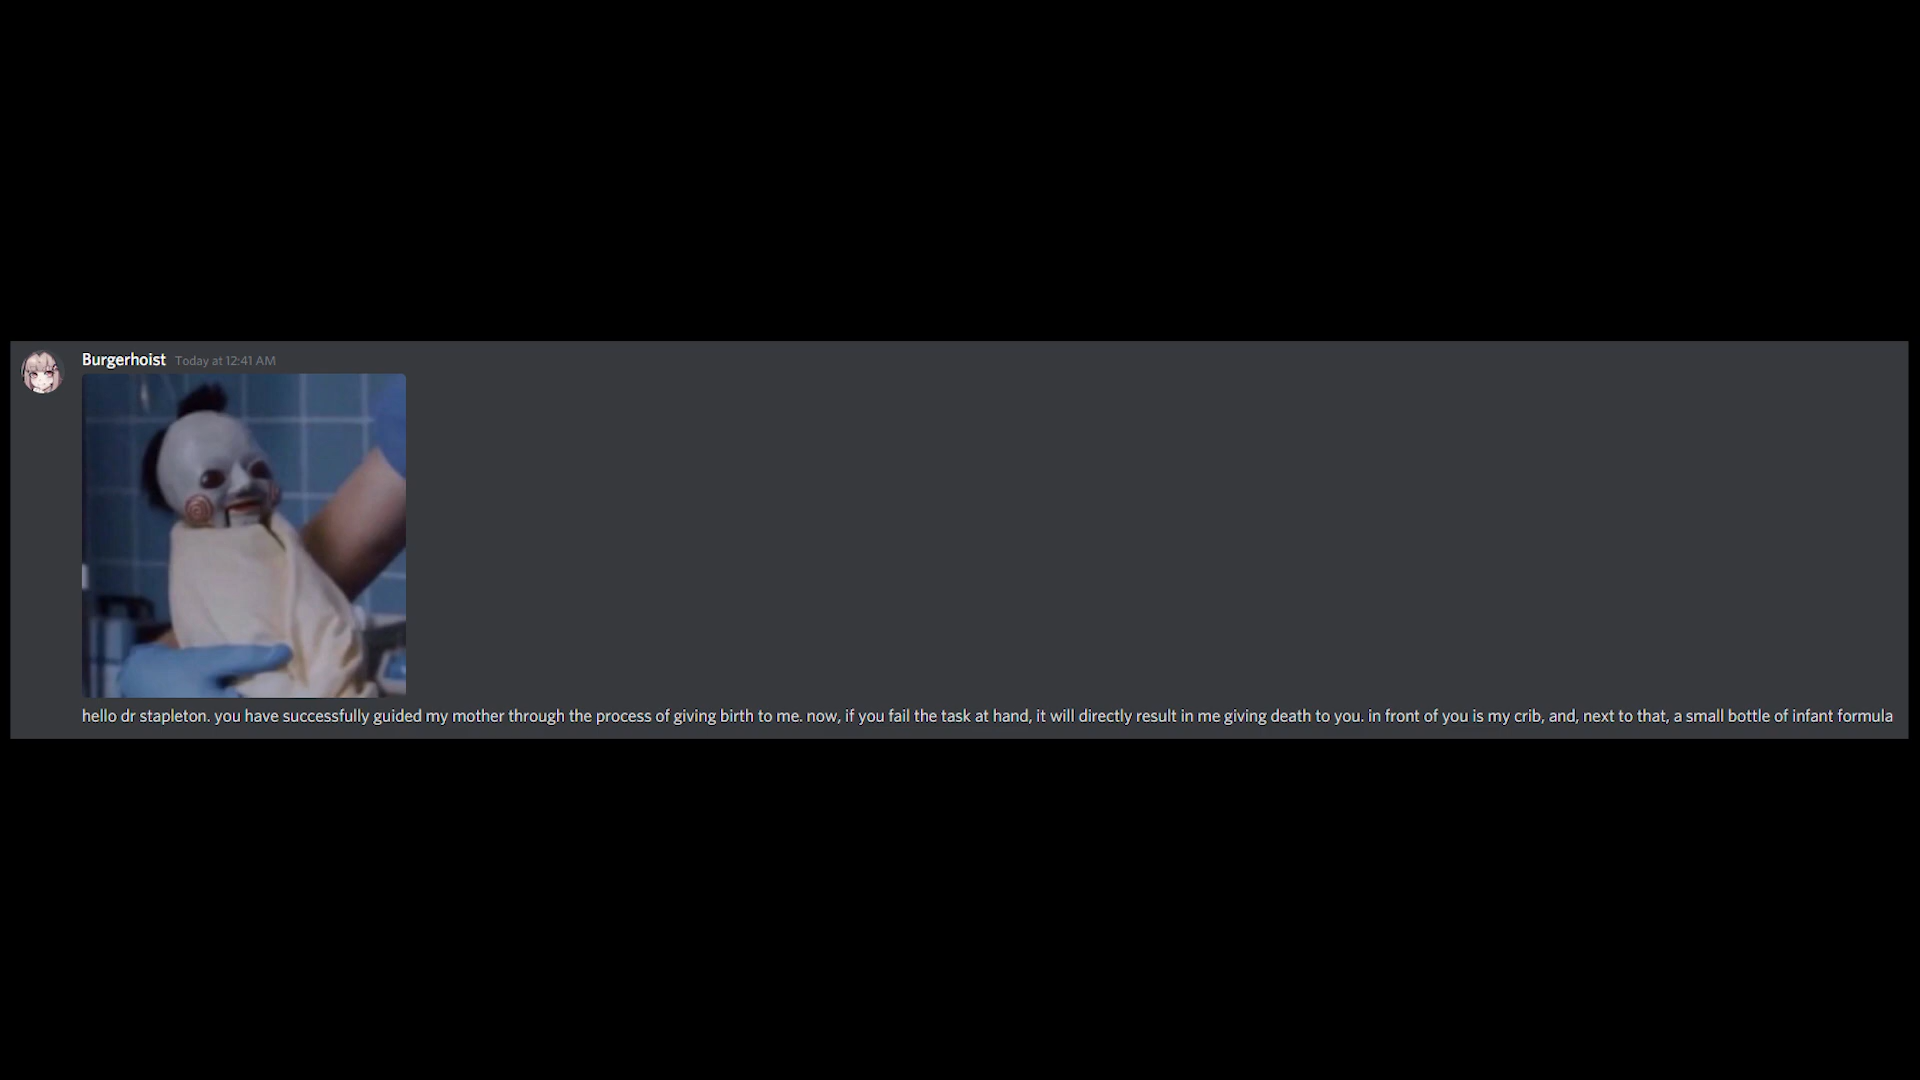 Burgerhoist Today at 12:41 AM
hello dr stapleton. you have successfully guided my mother through the process of giving birth to me. now, if you fail the task at hand, it will directly result in me giving death to you. in front of you is my crib, and, next to that, a small bottle of infant formula